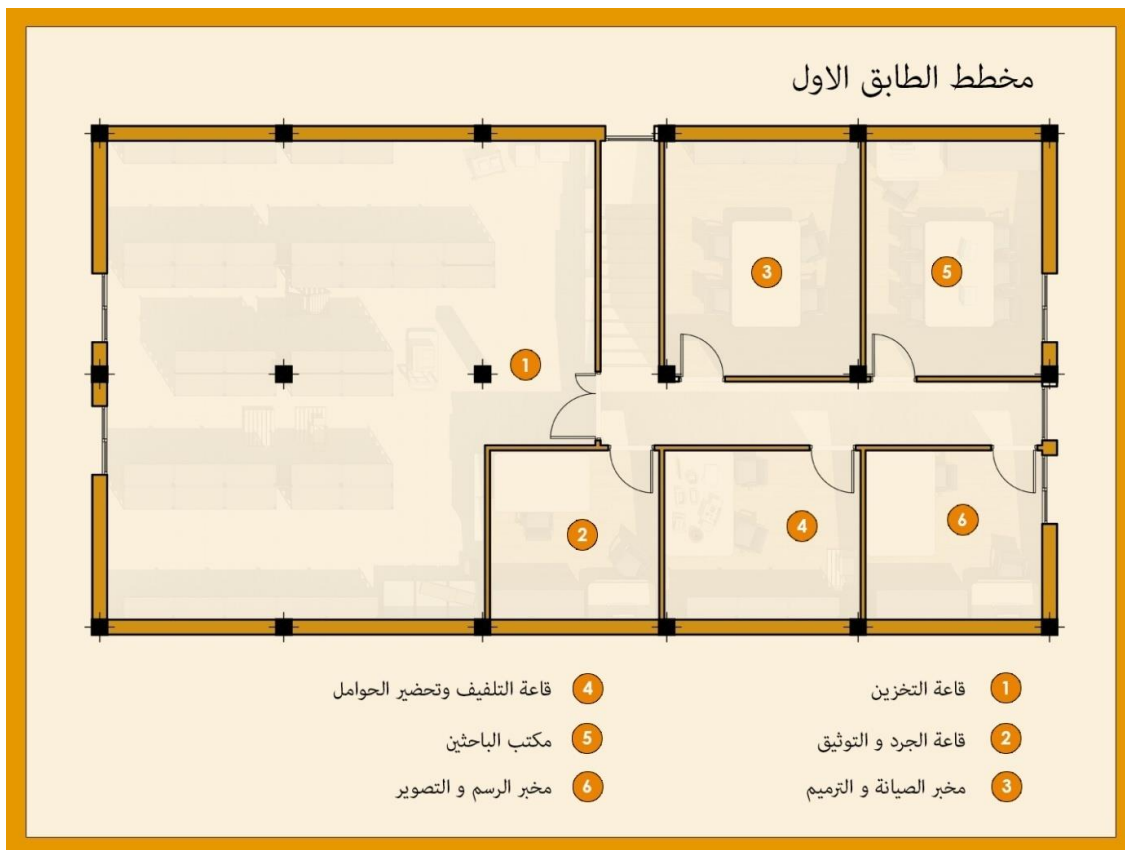 مخطط الطابق الاول
3
5
1
2
4
6
1 قاعة التخزين
2 قاعة الجرد و التوثيق
3 مخبر الصيانة و الترميم
4 قاعة التلفيف وتحضير الحوامل
5 مكتب الباحثين
6 مخبر الرسم و التصوير